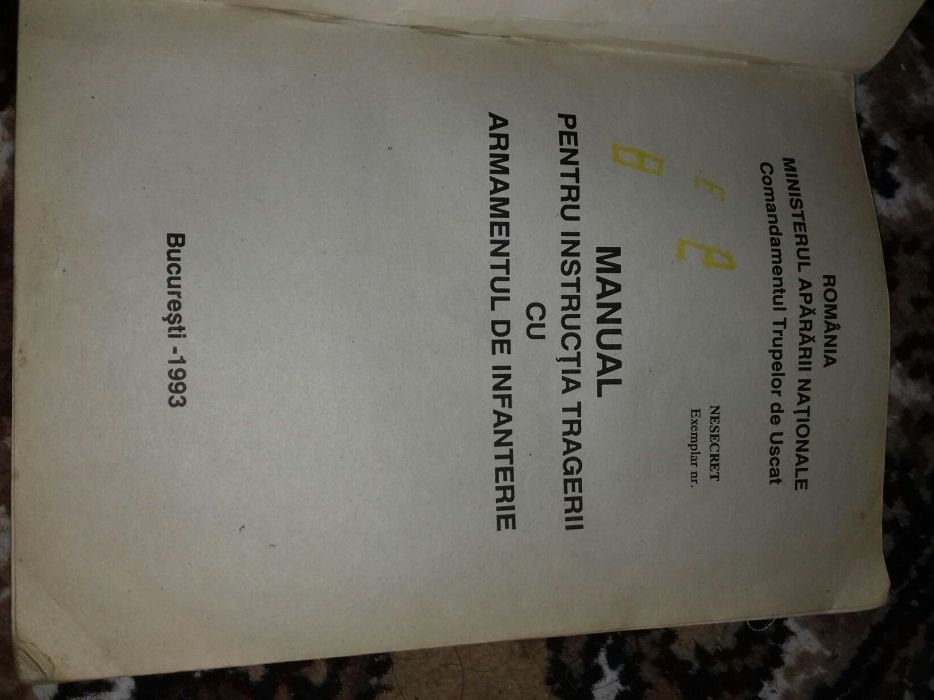 ROMÂNIA
MINISTERUL APĂRĂRII NAŢIONALE
Comandamentul Trupelor de Uscat
NESECRET
Exemplar nr.
MANUAL
PENTRU INSTRUCŢIA TRAGERII
CU
ARMAMENTUL DE INFANTERIE
Bucureşti -1993